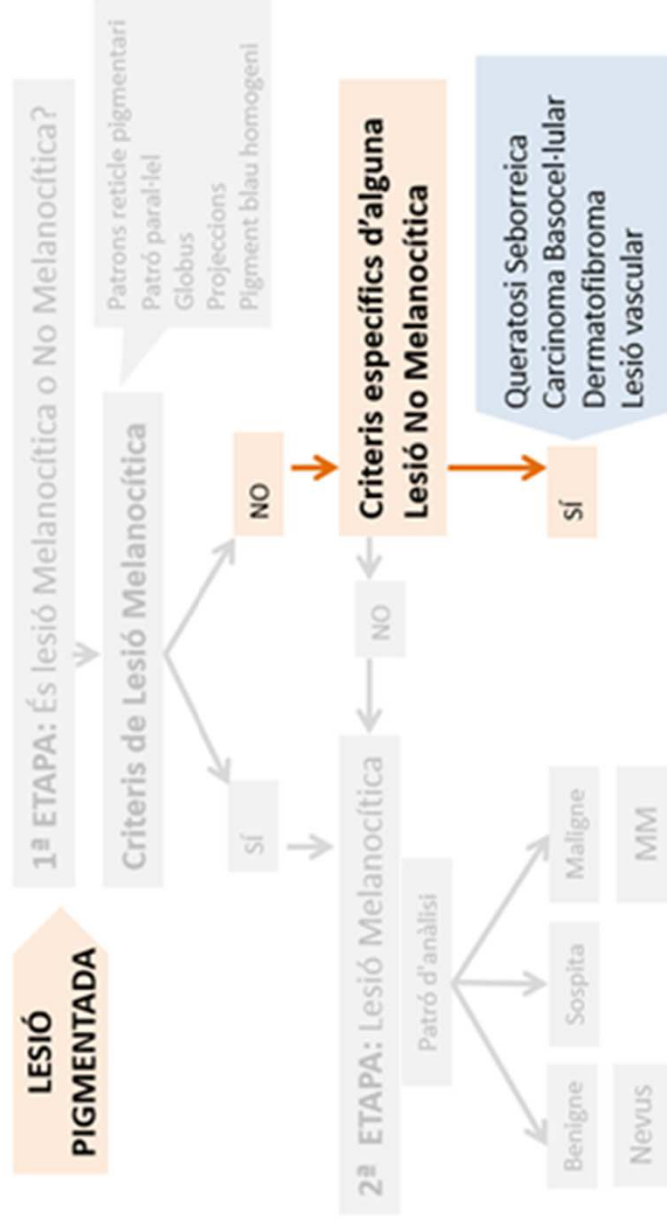 LESIÓ
PIGMENTADA
1ª ETAPA: És lesió Melanocítica o No Melanocítica?
Criteris de Lesió Melanocítica
Patrons reticle pigmentari
Patró paral·lel
Globus
Projeccions
Pigment blau homogeni
SÍ
NO
2ª ETAPA: Lesió Melanocítica
NO
Criteris específics d'alguna
Lesió No Melanocítica
Patró d'anàlisi
Benigne
Sospita
Maligne
SÍ
Queratosi Seborreica
Carcinoma Basocel·lular
Dermatofibroma
Lesió vascular
Nevus
MM